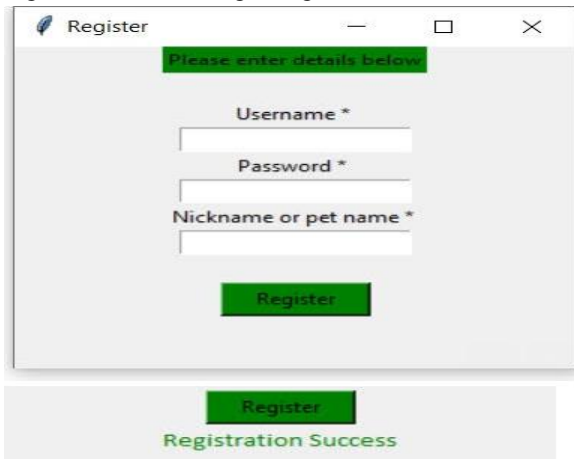 Register
Please enter details below
Username *
Password *
Nickname or pet name *
Register
Register
Registration Success